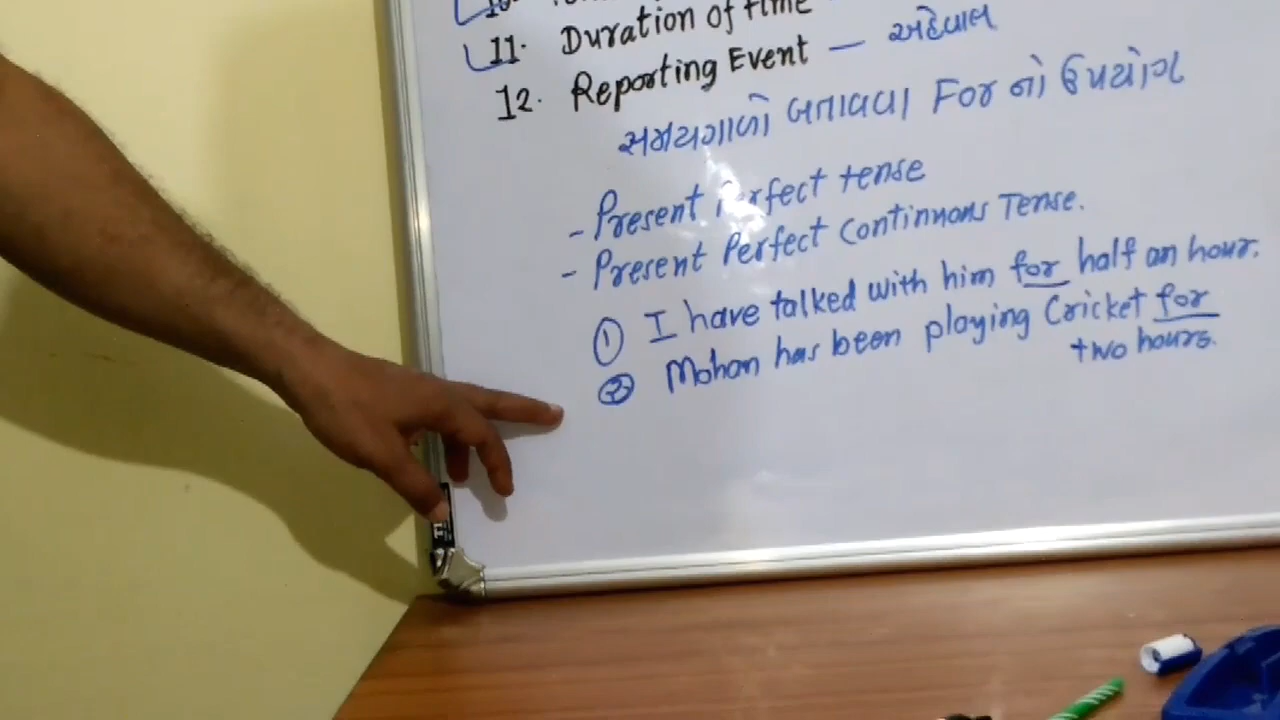 10.
11. Duration of time
12. Reporting Event — અહેવાલ
સમયગાળો બતાવવા For નો ઉપયોગ
- Present Perfect tense
- Present Perfect Continuous Tense.
① I have talked with him for half an hour.
② Mohan has been playing Cricket for
two hours.